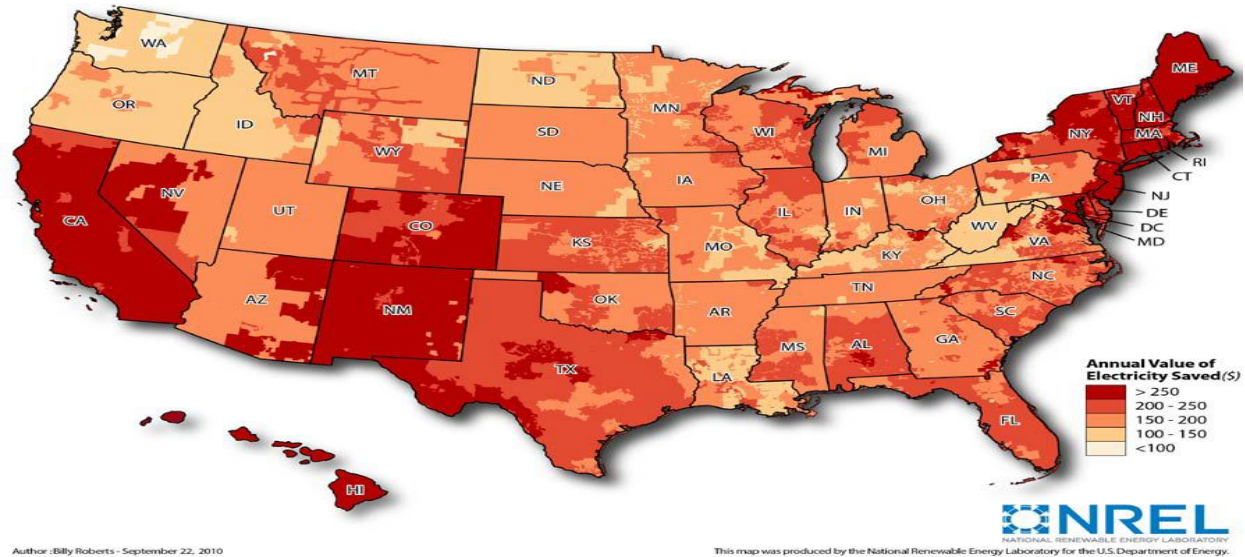 WA
MT
ND
MN
ME
OR
ID
SD
WI
MI
VT
NH
NY
MA
RI
CT
WY
NV
UT
NE
IA
PA
NJ
CA
CO
IL
IN
OH
WV
DE
DC
MD
KS
MO
KY
VA
AZ
NM
OK
TN
NC
AR
SC
MS
AL
GA
TX
LA
FL
HI
Annual Value of
Electricity Saved($)
> 250
200 - 250
150 - 200
100 - 150
<100
NREL
NATIONAL RENEWABLE ENERGY LABORATORY
Author : Billy Roberts - September 22, 2010
This map was produced by the National Renewable Energy Laboratory for the U.S. Department of Energy.